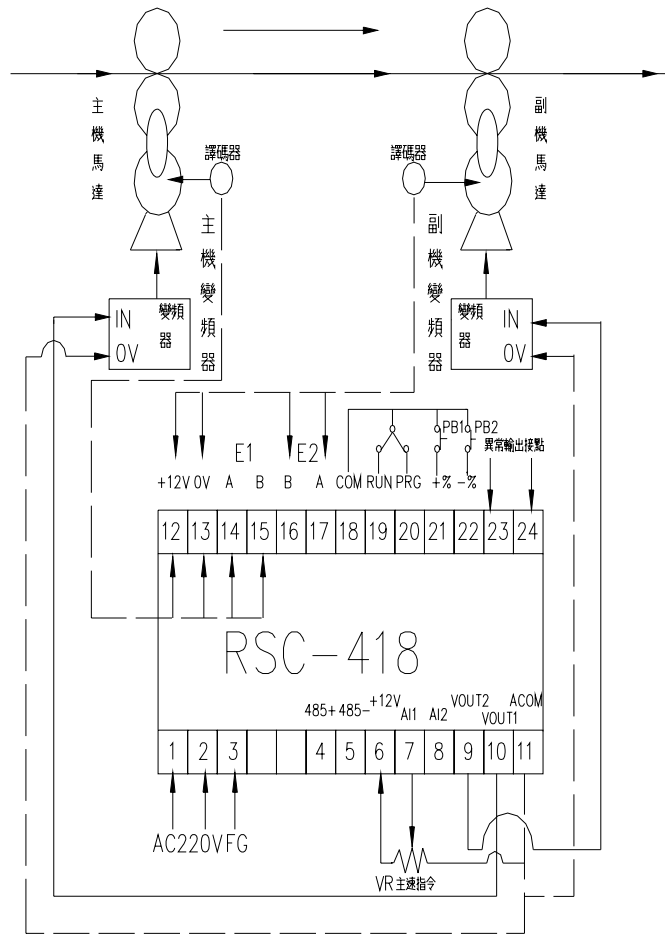 主機馬達
副機馬達
譯碼器
譯碼器
主機變頻器
副機變頻器
IN
0V
變頻器
變頻器
IN
0V
E1 E2
PB1 PB2
異常輸出接點
+12V 0V A B B A COM RUN PRG +% -%
12 13 14 15 16 17 18 19 20 21 22 23 24
RSC-418
485+ 485- +12V AI1 AI2 VOUT2 VOUT1 ACOM
1 2 3 4 5 6 7 8 9 10 11
AC220V FG
VR 主速指令